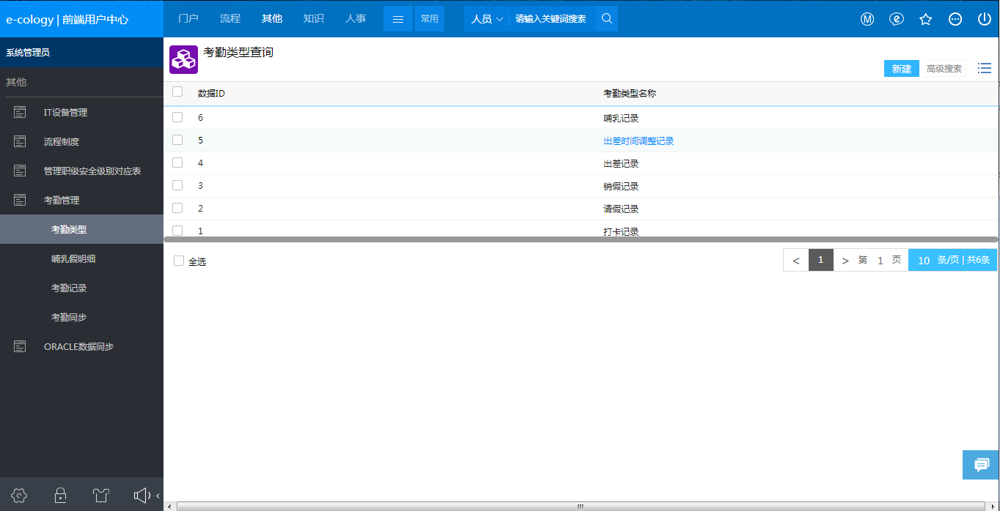 e-cology | 前端用户中心
门户 流程 其他 知识 人事 常用 人员 请输入关键词搜索
系统管理员
考勤类型查询
新建 高级搜索
其他
IT设备管理
流程制度
管理职级安全级别对应表
考勤管理
考勤类型
哺乳假明细
考勤记录
考勤同步
ORACLE数据同步
数据ID 考勤类型名称
6 哺乳记录
5 出差时间调整记录
4 出差记录
3 销假记录
2 请假记录
1 打卡记录
全选 < 1 > 第 1 页 10 条/页 | 共6条